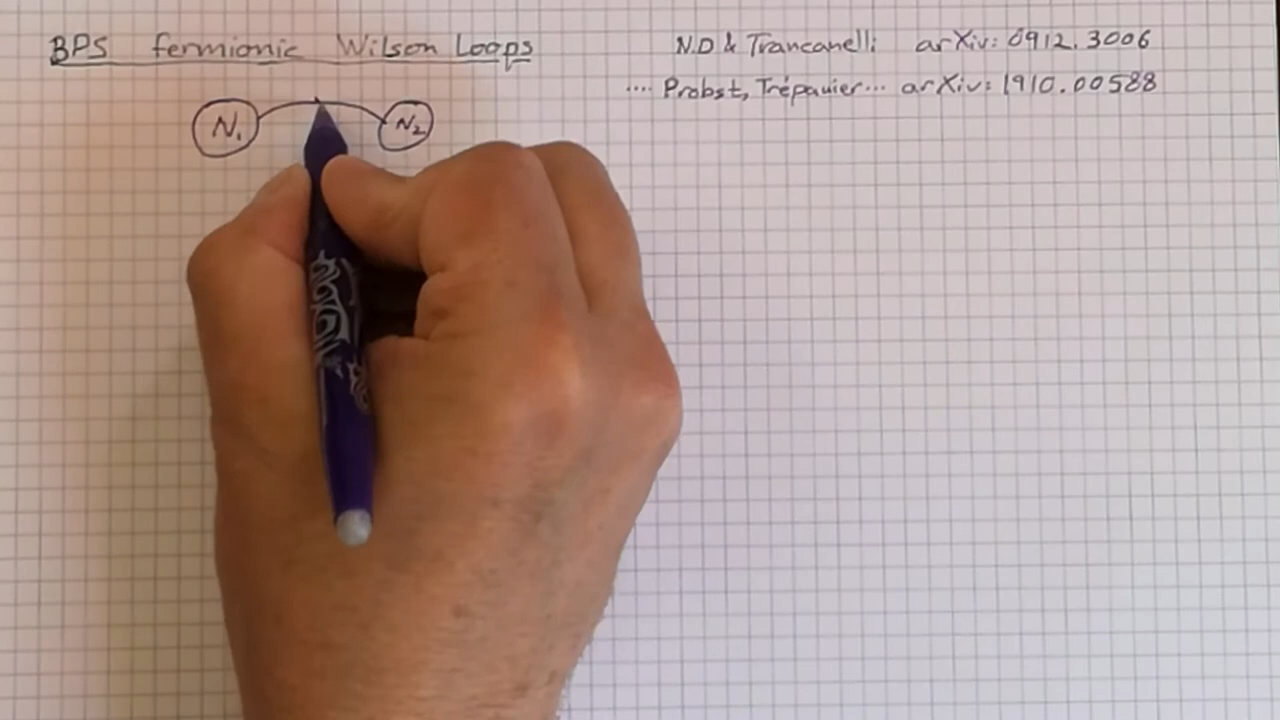 BPS fermionic Wilson Loops
N.D & Trancanelli arXiv: 0912.3006
.... Probst, Trépanier... arXiv: 1910.00588
N₁ N₂